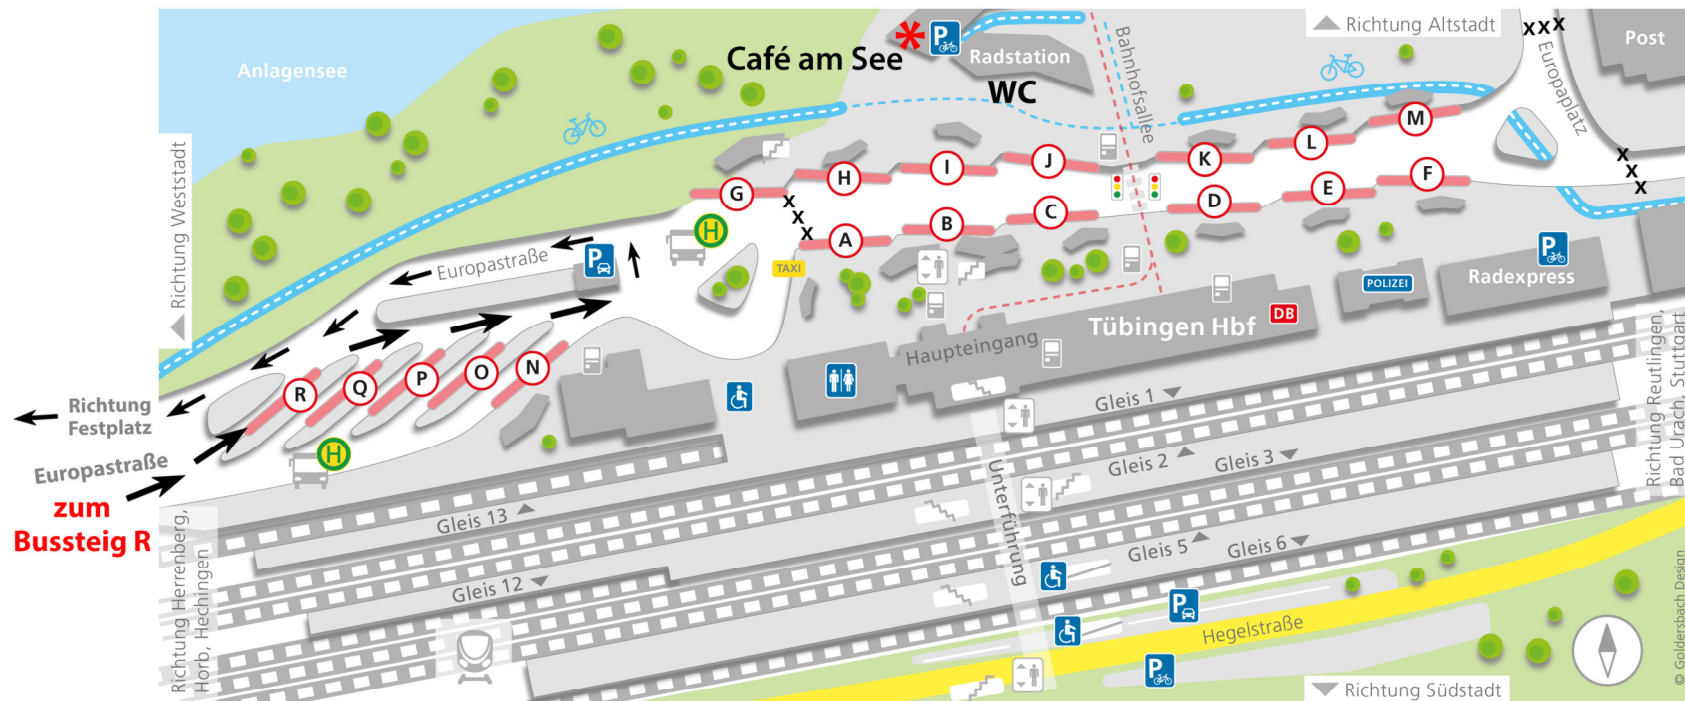 Anlagensee
Café am See
Radstation
WC
Bahnhofsallee
Richtung Altstadt
Europaplatz
Post
Richtung Weststadt
x x x
M
L
K
J
I
H
G
x
x
x
x
x
x
F
E
D
C
B
A
H
P
P
Europastraße
TAXI
P
POLIZEI
Radexpress
DB
Tübingen Hbf
Haupteingang
R
Q
P
O
N
Richtung
Festplatz
Europastraße
zum
Bussteig R
H
Gleis 1
Gleis 2
Gleis 3
Gleis 5
Gleis 6
Gleis 13
Gleis 12
Unterführung
Richtung Herrenberg,
Horb, Hechingen
Richtung Reutlingen,
Bad Urach, Stuttgart
P
P
Hegelstraße
Richtung Südstadt
© Goldersbach Design